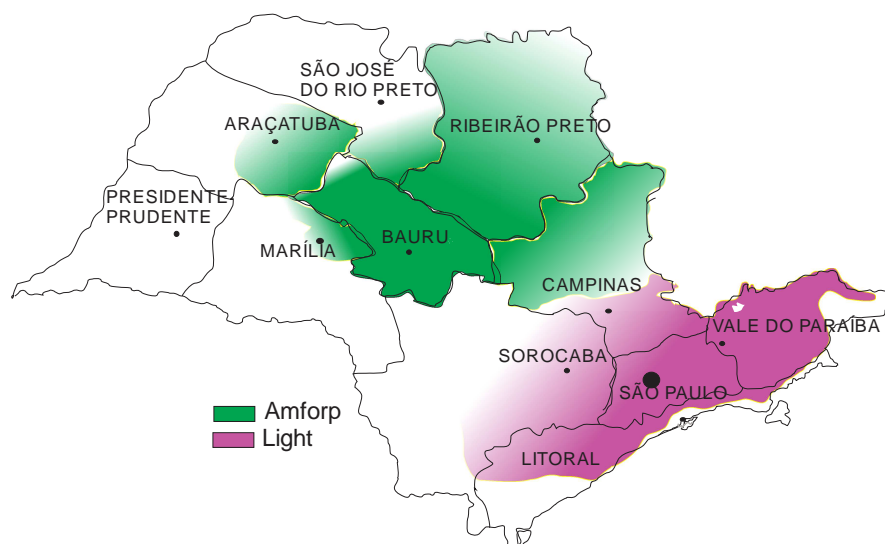 SÃO JOSÉ
DO RIO PRETO
ARAÇATUBA
RIBEIRÃO PRETO
PRESIDENTE
PRUDENTE
MARÍLIA
BAURU
CAMPINAS
VALE DO PARAÍBA
SOROCABA
SÃO PAULO
Amforp
Light
LITORAL